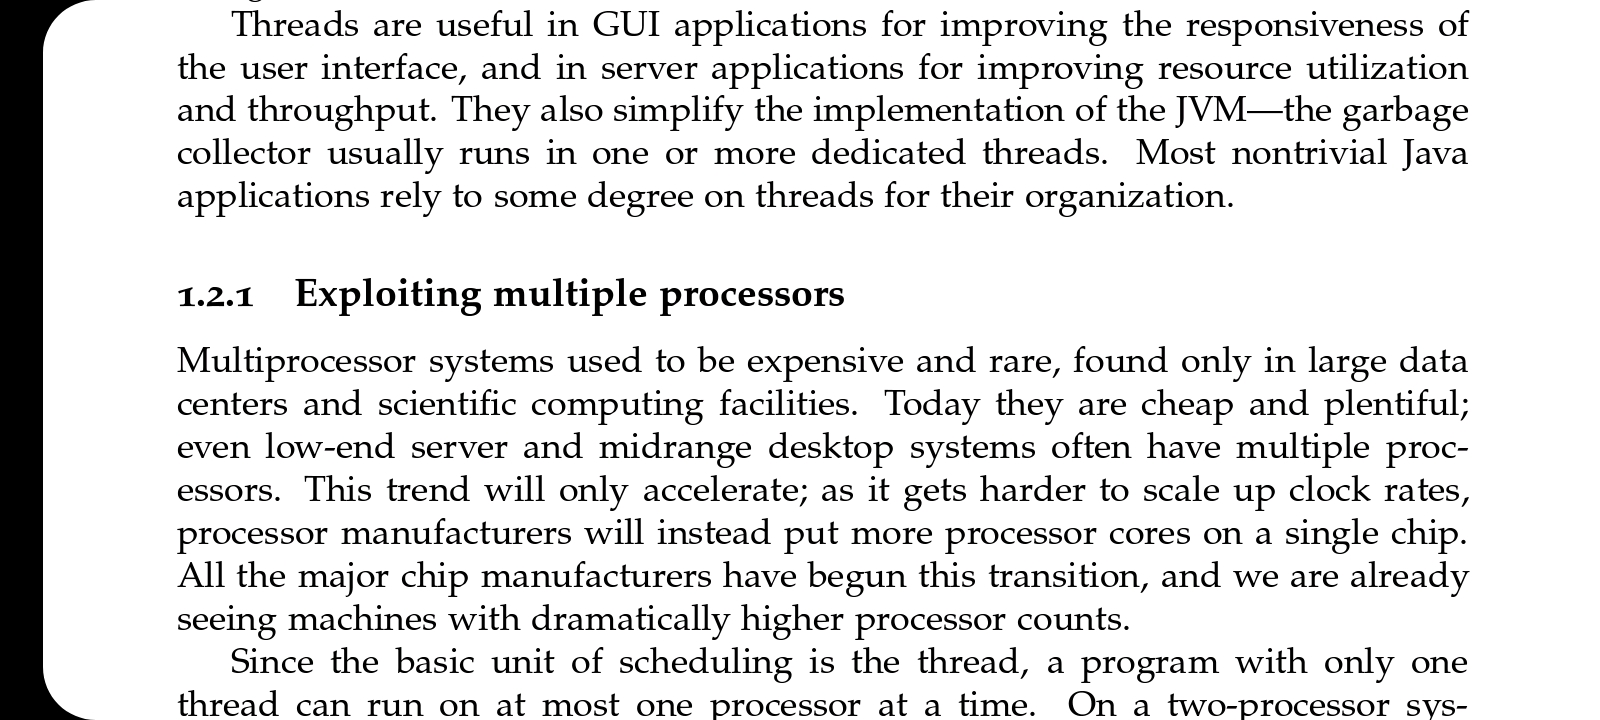 Threads are useful in GUI applications for improving the responsiveness of
the user interface, and in server applications for improving resource utilization
and throughput. They also simplify the implementation of the JVM—the garbage
collector usually runs in one or more dedicated threads. Most nontrivial Java
applications rely to some degree on threads for their organization.
1.2.1 Exploiting multiple processors
Multiprocessor systems used to be expensive and rare, found only in large data
centers and scientific computing facilities. Today they are cheap and plentiful;
even low-end server and midrange desktop systems often have multiple proc-
essors. This trend will only accelerate; as it gets harder to scale up clock rates,
processor manufacturers will instead put more processor cores on a single chip.
All the major chip manufacturers have begun this transition, and we are already
seeing machines with dramatically higher processor counts.
Since the basic unit of scheduling is the thread, a program with only one
thread can run on at most one processor at a time. On a two-processor sys-